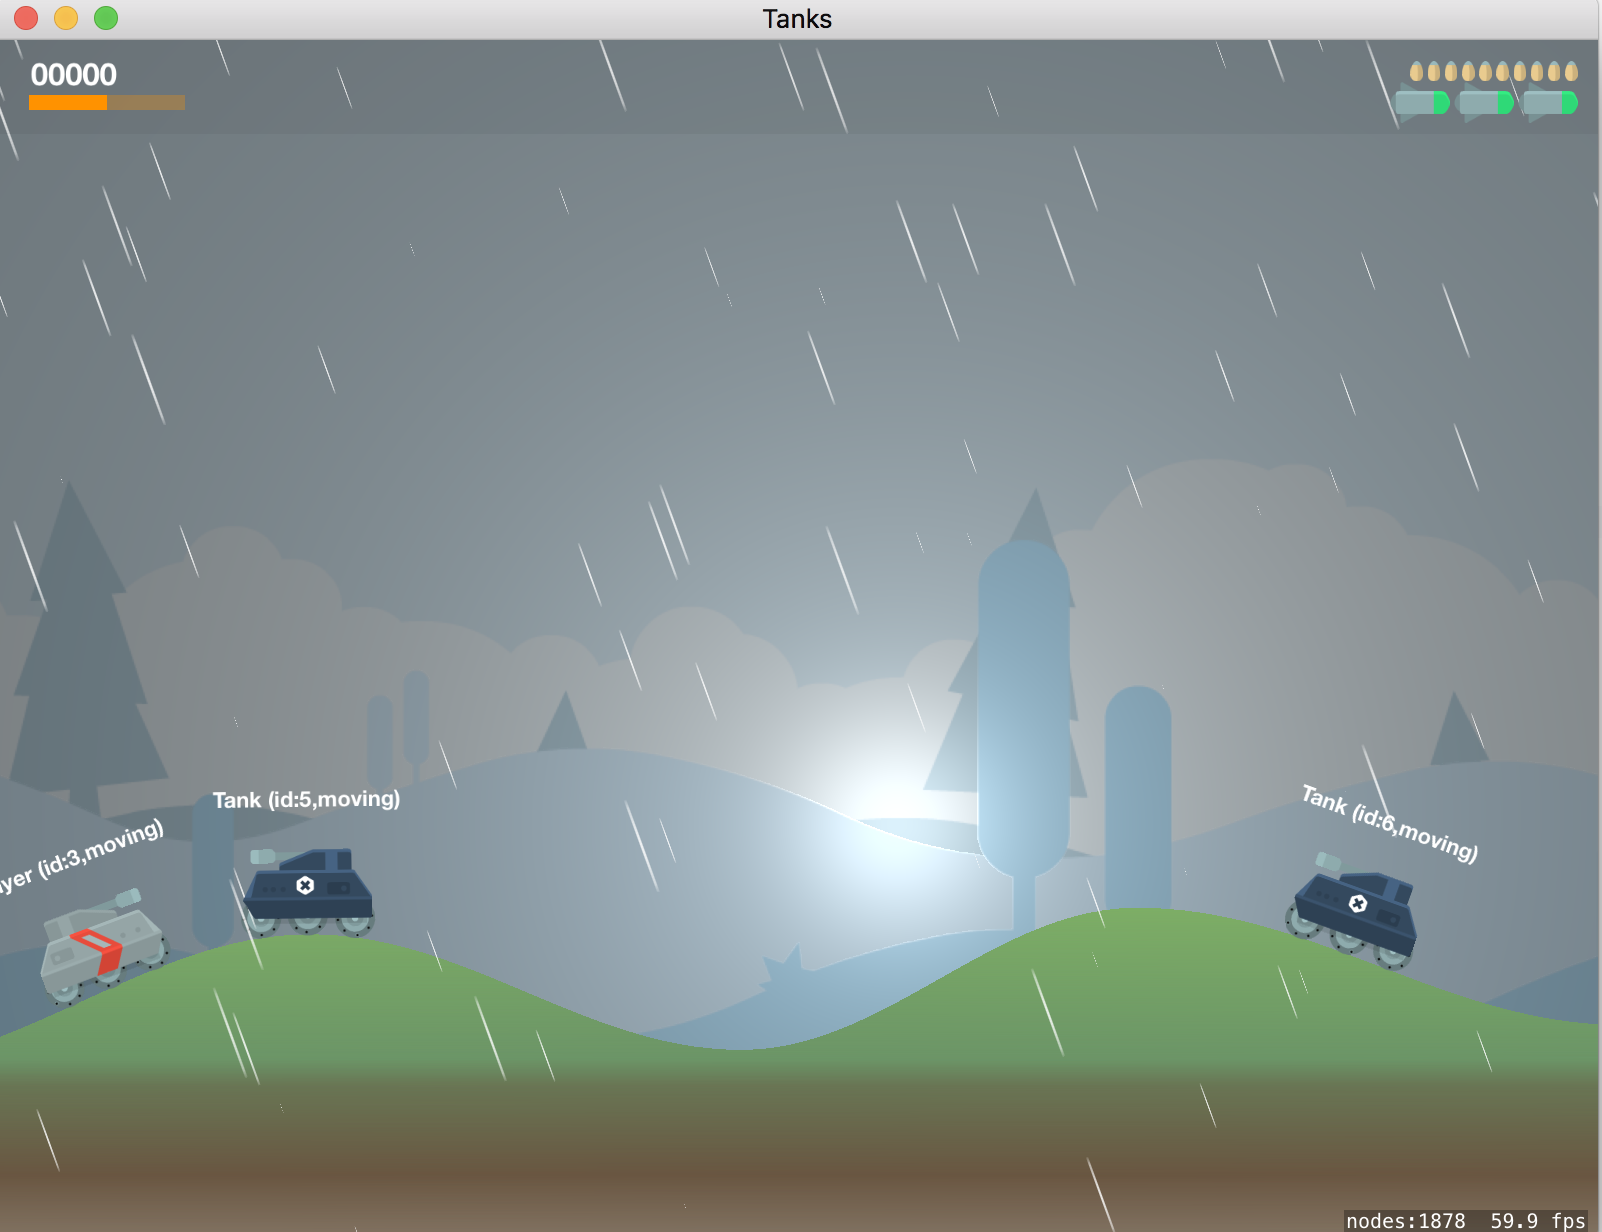 Tanks
00000
Tank (id:5,moving)
Tank (id:6,moving)
yer (id:3,moving)
nodes:1878 59.9 fps